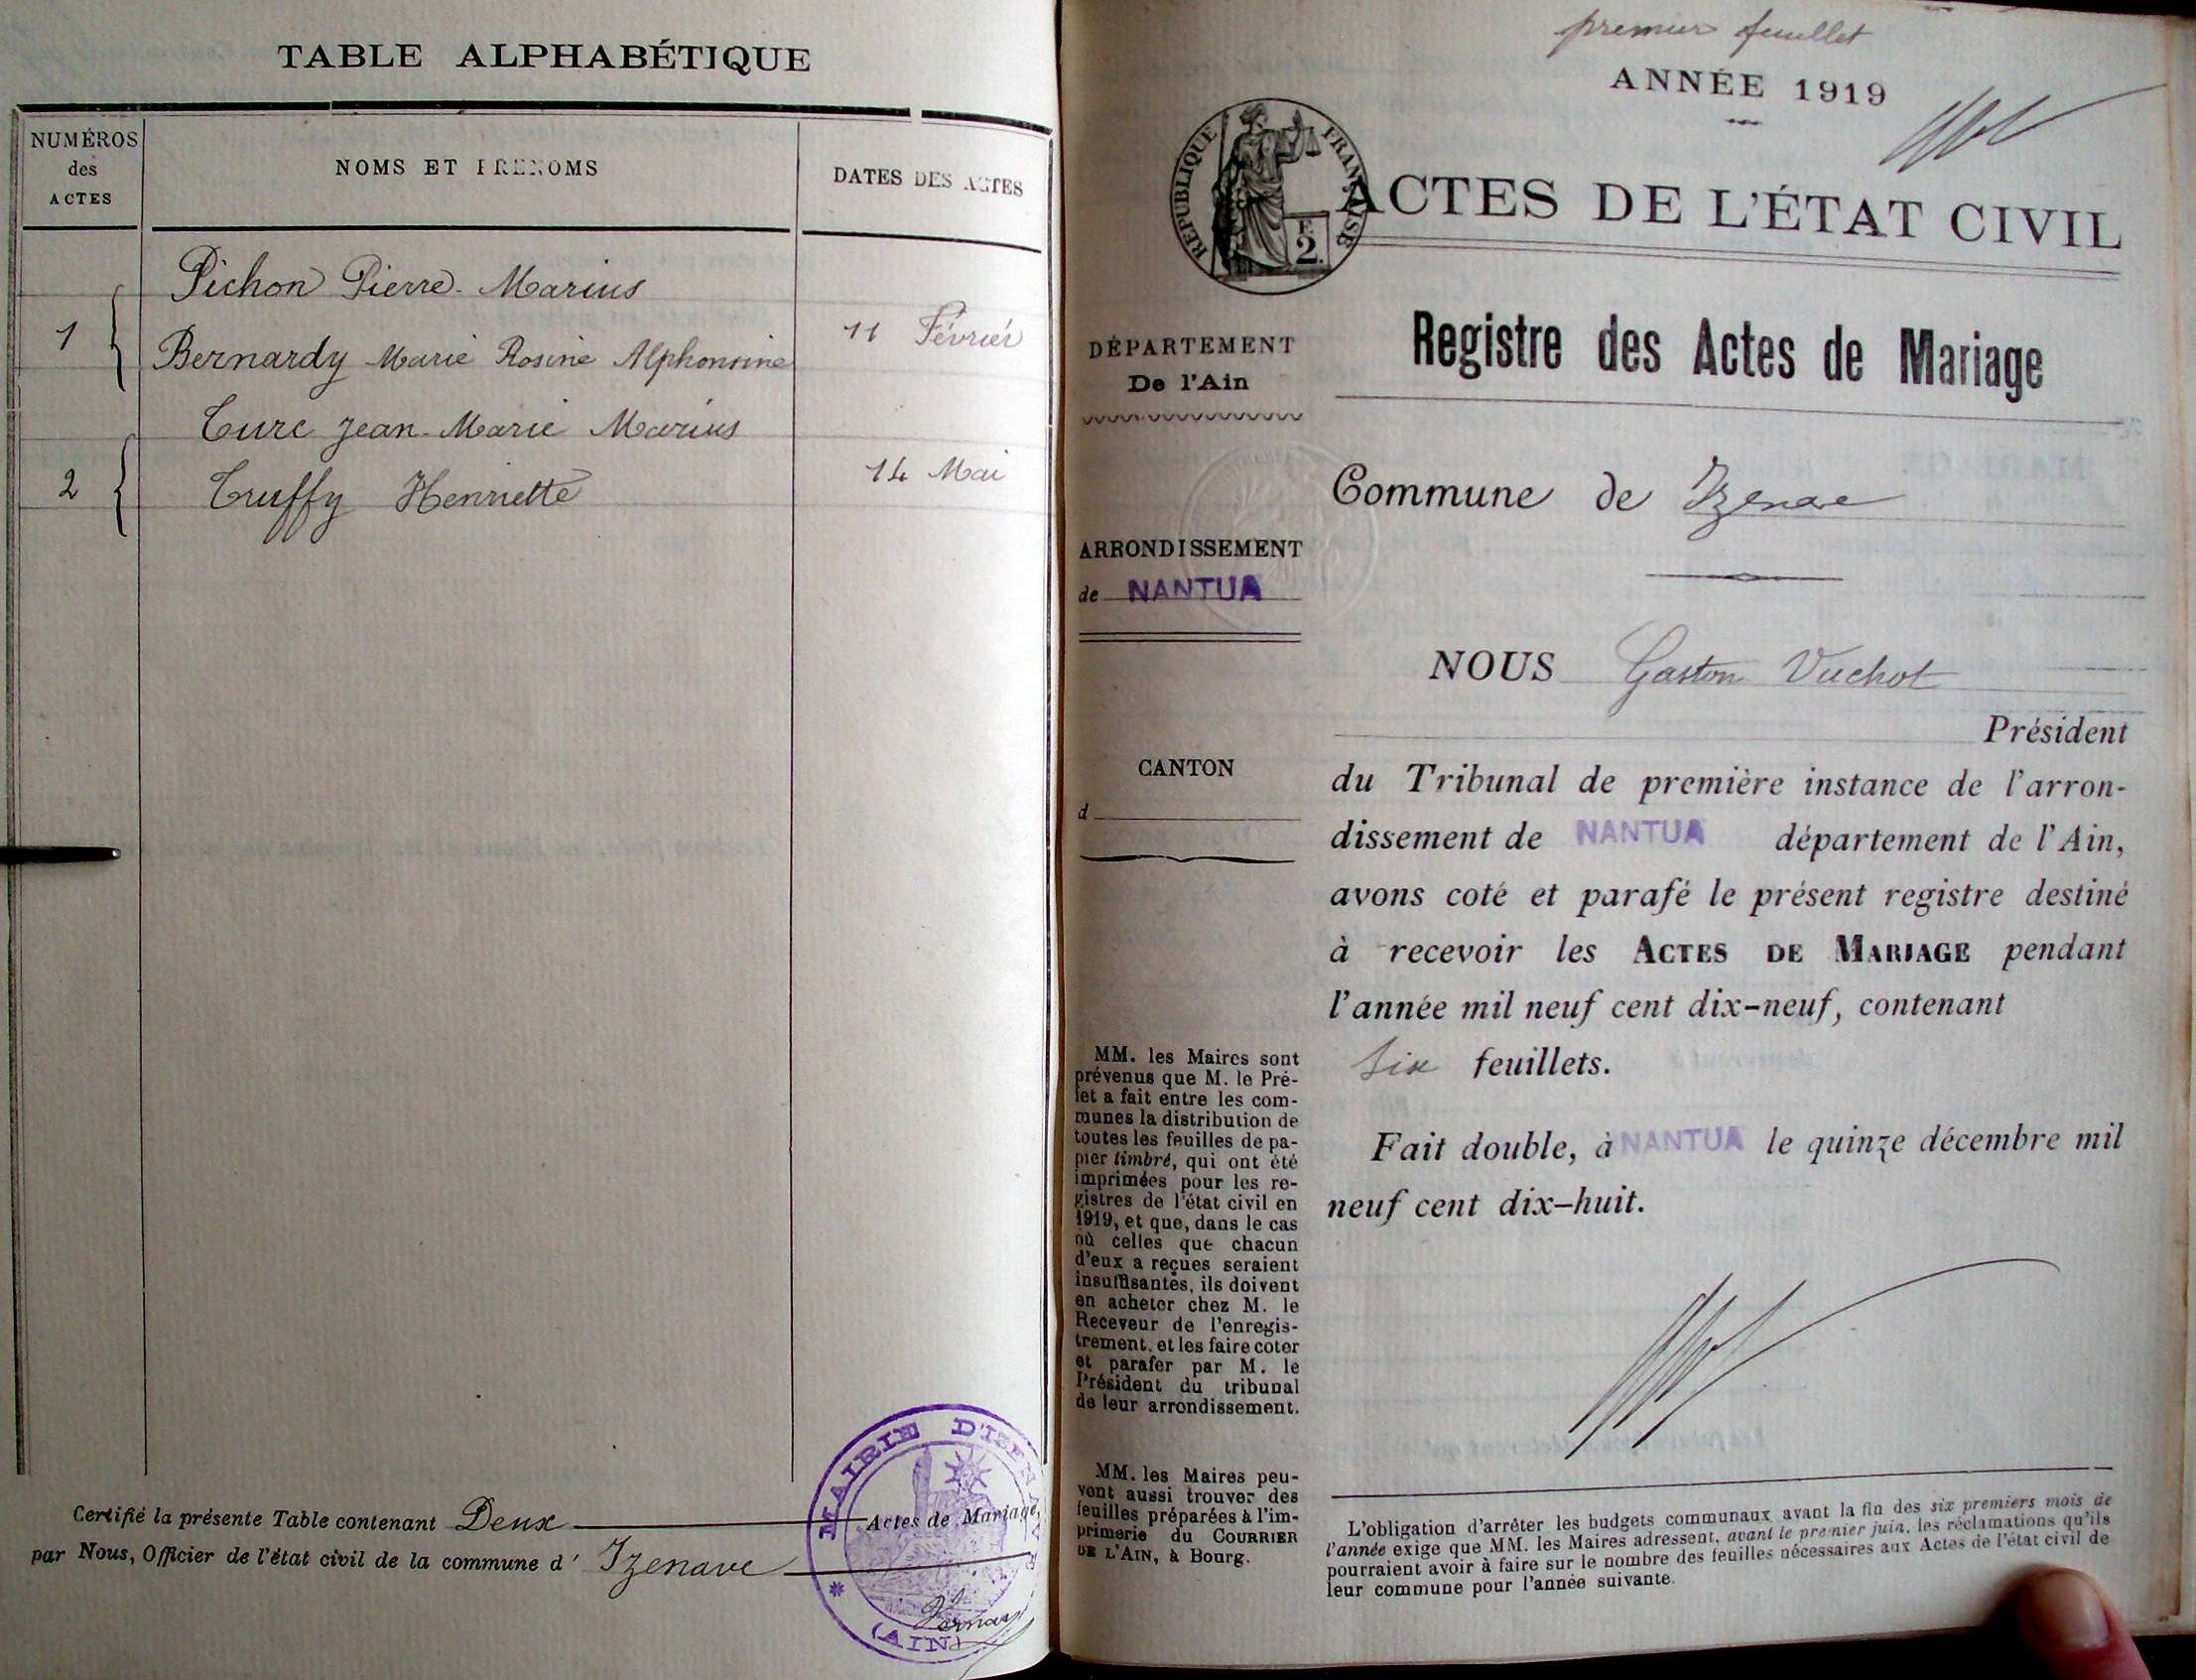 TABLE ALPHABÉTIQUE
NUMÉROS
des
ACTES
NOMS ET PRÉNOMS
DATES DES ACTES
Pichon Pierre Marius
1
Bernardy Marie Rosine Alphonsine
11 Février
Turc Jean-Marie Marius
2
Truffy Henriette
14 Mai
Certifié la présente Table contenant Deux Actes de Mariage,
par Nous, Officier de l'état civil de la commune d' Izenave
MAIRIE D'IZENAVE
(AIN)
premier feuillet
ANNÉE 1919
RÉPUBLIQUE FRANÇAISE
2
ACTES DE L'ÉTAT CIVIL
DÉPARTEMENT
De l'Ain
ARRONDISSEMENT
de NANTUA
CANTON
d
MM. les Maires sont
prévenus que M. le Pré-
fet a fait entre les com-
munes la distribution de
toutes les feuilles de pa-
pier timbré, qui ont été
imprimées pour les re-
gistres de l'état civil en
1919, et que, dans le cas
où celles que chacun
d'eux a reçues seraient
insuffisantes, ils doivent
en acheter chez M. le
Receveur de l'enregis-
trement, et les faire coter
et parafer par M. le
Président du tribunal
de leur arrondissement.
MM. les Maires peu-
vent aussi trouver des
feuilles préparées à l'im-
primerie du COURRIER
DE L'AIN, à Bourg.
Registre des Actes de Mariage
Commune de Izenave
NOUS Gaston Vuchot
Président
du Tribunal de première instance de l'arron-
dissement de NANTUA département de l'Ain,
avons coté et parafé le présent registre destiné
à recevoir les ACTES DE MARIAGE pendant
l'année mil neuf cent dix-neuf, contenant
six feuillets.
Fait double, à NANTUA le quinze décembre mil
neuf cent dix-huit.
L'obligation d'arrêter les budgets communaux avant la fin des six premiers mois de
l'année exige que MM. les Maires adressent, avant le premier juin, les réclamations qu'ils
pourraient avoir à faire sur le nombre des feuilles nécessaires aux Actes de l'état civil de
leur commune pour l'année suivante.